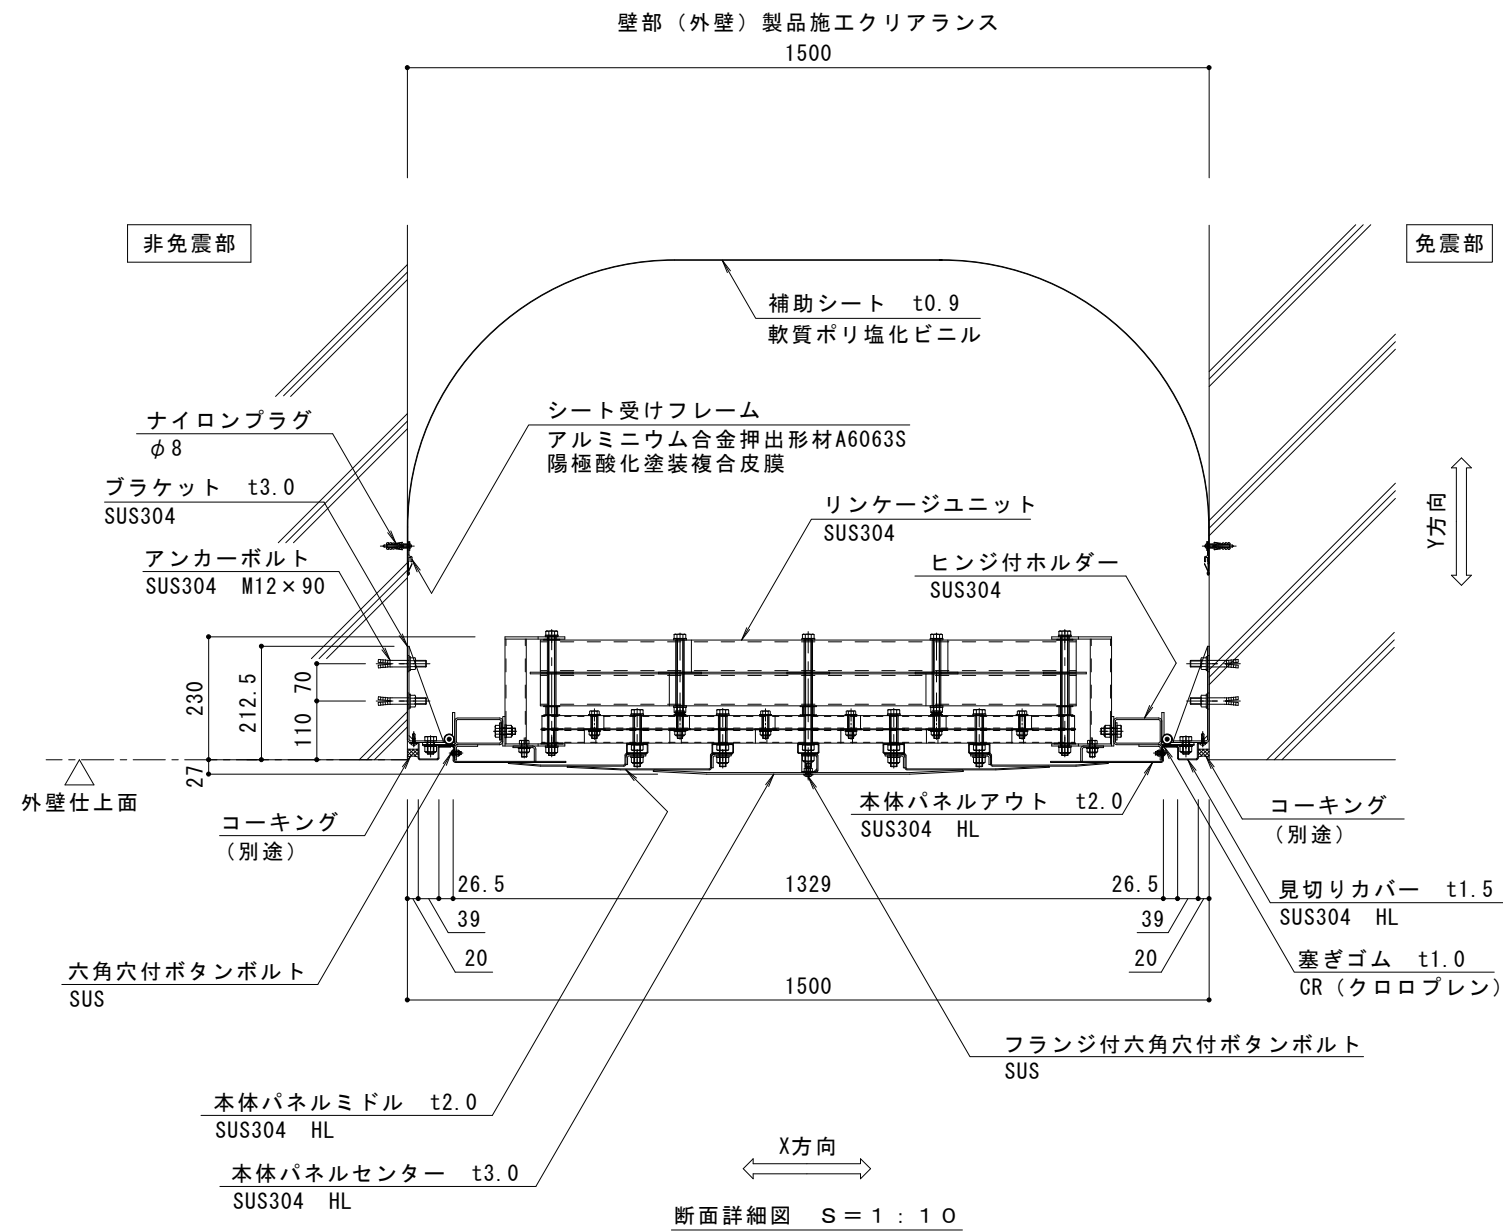 壁部（外壁）製品施工クリアランス
1500
非免震部
免震部
補助シート　t0.9
軟質ポリ塩化ビニル
ナイロンプラグ
φ8
シート受けフレーム
アルミニウム合金押出形材A6063S
陽極酸化塗装複合皮膜
ブラケット　t3.0
SUS304
リンケージユニット
SUS304
Y方向
アンカーボルト
SUS304　M12×90
ヒンジ付ホルダー
SUS304
230
212.5
70
110
27
外壁仕上面
コーキング
（別途）
本体パネルアウト　t2.0
SUS304　HL
コーキング
（別途）
26.5
1329
26.5
39
39
20
20
見切りカバー　t1.5
SUS304　HL
六角穴付ボタンボルト
SUS
塞ぎゴム　t1.0
CR（クロロプレン）
1500
フランジ付六角穴付ボタンボルト
SUS
本体パネルミドル　t2.0
SUS304　HL
X方向
本体パネルセンター　t3.0
SUS304　HL
断面詳細図　Ｓ＝１：１０